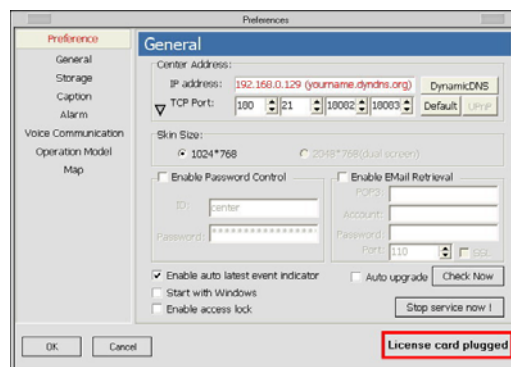 Preferences
Preference
General
Storage
Caption
Alarm
Voice Communication
Operation Model
Map
General
Center Address:
IP address: 192.168.0.129 (yourname.dyndns.org) DynamicDNS
TCP Port: 180 21 18082 18083 Default UPnP
Skin Size:
1024*768 2048*768(dual screen)
Enable Password Control
ID: center
Password: ****************
Enable EMail Retrieval
POP3:
Account:
Password:
Port: 110 SSL
Enable auto latest event indicator
Start with Windows
Enable access lock
Auto upgrade Check Now
Stop service now !
OK Cancel
License card plugged